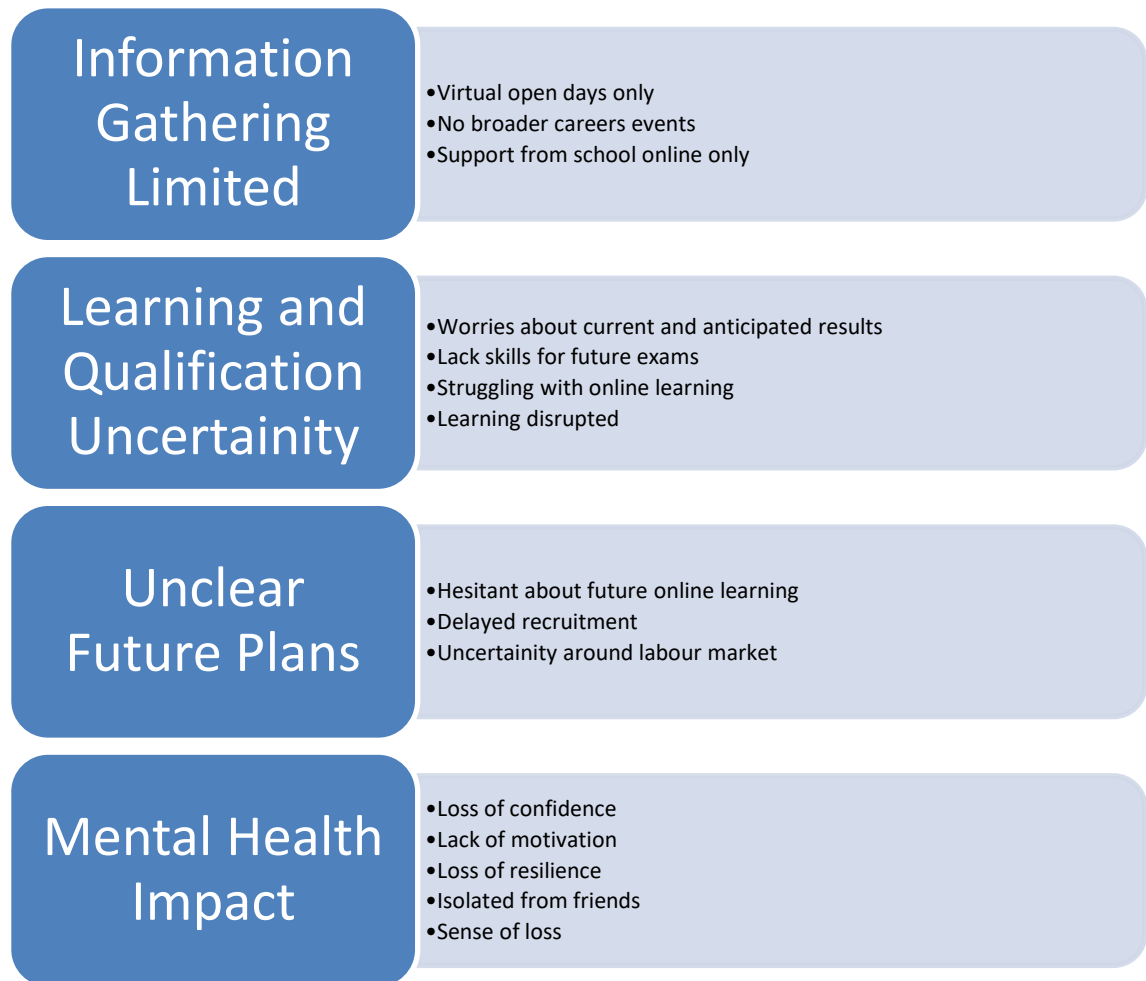 Information
Gathering
Limited
•Virtual open days only
•No broader careers events
•Support from school online only
Learning and
Qualification
Uncertainity
•Worries about current and anticipated results
•Lack skills for future exams
•Struggling with online learning
•Learning disrupted
Unclear
Future Plans
•Hesitant about future online learning
•Delayed recruitment
•Uncertainity around labour market
Mental Health
Impact
•Loss of confidence
•Lack of motivation
•Loss of resilience
•Isolated from friends
•Sense of loss